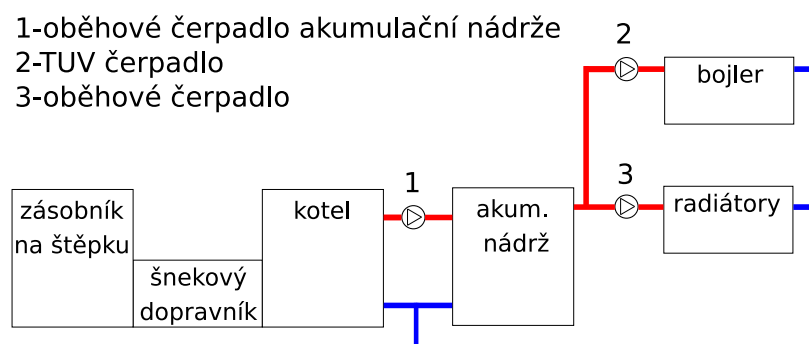 1-oběhové čerpadlo akumulační nádrže
2-TUV čerpadlo
3-oběhové čerpadlo
2
bojler
1
3
zásobník
na štěpku
kotel
akum.
nádrž
radiátory
šnekový
dopravník